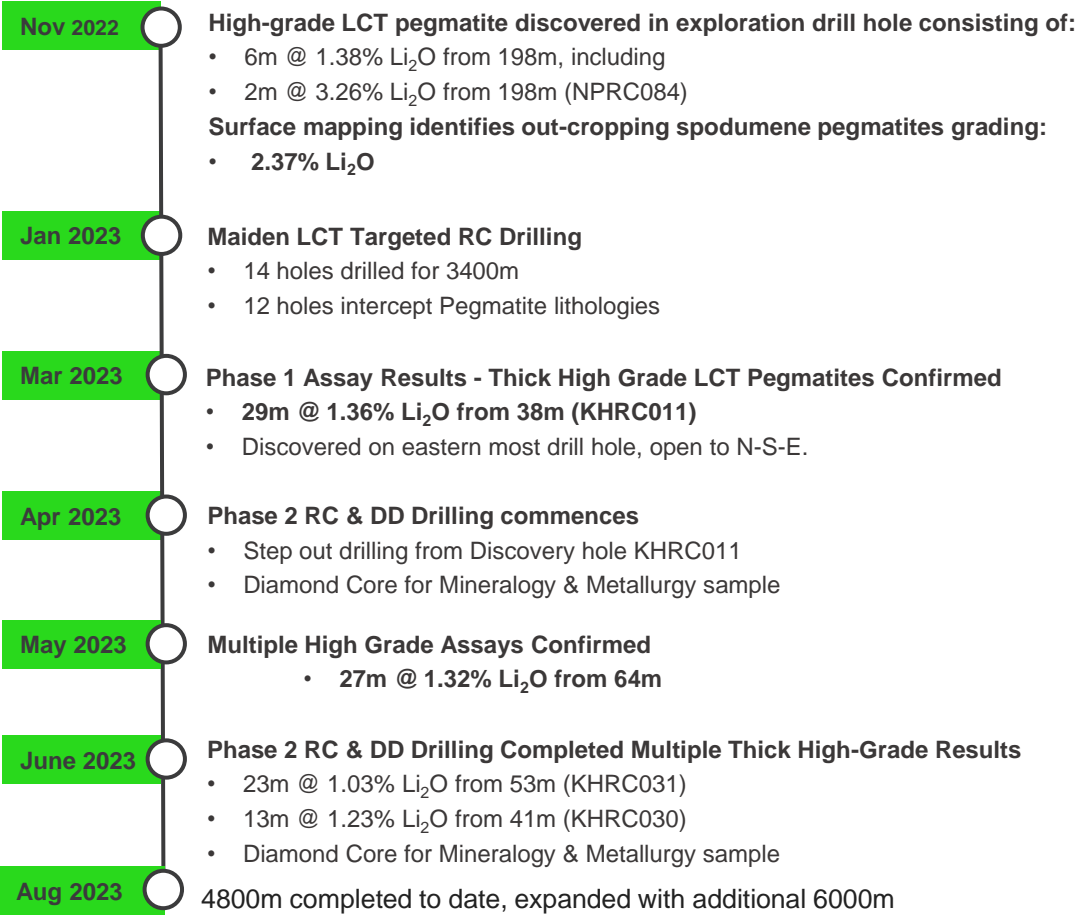 Nov 2022
High-grade LCT pegmatite discovered in exploration drill hole consisting of:
• 6m @ 1.38% Li₂O from 198m, including
• 2m @ 3.26% Li₂O from 198m (NPRC084)
Surface mapping identifies out-cropping spodumene pegmatites grading:
• 2.37% Li₂O
Jan 2023
Maiden LCT Targeted RC Drilling
• 14 holes drilled for 3400m
• 12 holes intercept Pegmatite lithologies
Mar 2023
Phase 1 Assay Results - Thick High Grade LCT Pegmatites Confirmed
• 29m @ 1.36% Li₂O from 38m (KHRC011)
• Discovered on eastern most drill hole, open to N-S-E.
Apr 2023
Phase 2 RC & DD Drilling commences
• Step out drilling from Discovery hole KHRC011
• Diamond Core for Mineralogy & Metallurgy sample
May 2023
Multiple High Grade Assays Confirmed
• 27m @ 1.32% Li₂O from 64m
June 2023
Phase 2 RC & DD Drilling Completed Multiple Thick High-Grade Results
• 23m @ 1.03% Li₂O from 53m (KHRC031)
• 13m @ 1.23% Li₂O from 41m (KHRC030)
• Diamond Core for Mineralogy & Metallurgy sample
Aug 2023
4800m completed to date, expanded with additional 6000m